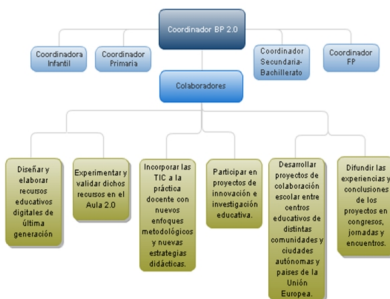 Coordinador BP 2.0
Coordinadora
Infantil
Coordinador
Primaria
Coordinador
Secundaria-
Bachillerato
Coordinador
FP
Colaboradores
Diseñar y
elaborar
recursos
educativos
digitales de
última
generación
Experimentar y
validar dichos
recursos en el
Aula 2.0
Incorporar las
TIC a la
práctica
docente con
nuevos
enfoques
metodológicos
y nuevas
estrategias
didácticas.
Participar en
proyectos de
innovación e
investigación
educativa.
Desarrollar
proyectos de
colaboración
escolar entre
centros
educativos de
distintas
comunidades y
ciudades
autónomas y
países de la
Unión
Europea.
Difundir las
experiencias y
conclusiones
de los
proyectos en
congresos,
jornadas y
encuentros.